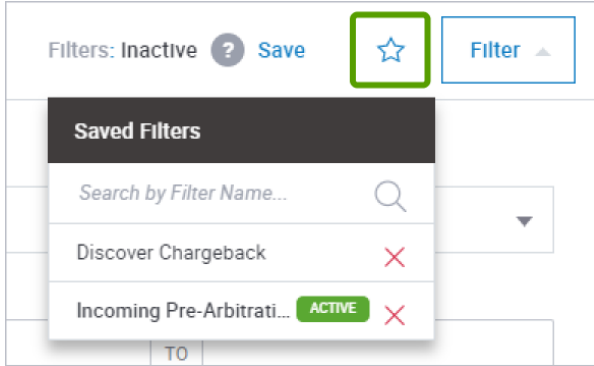 Filters: Inactive ? Save Filter
Saved Filters
Search by Filter Name...
Discover Chargeback
Incoming Pre-Arbitrati... ACTIVE
TO